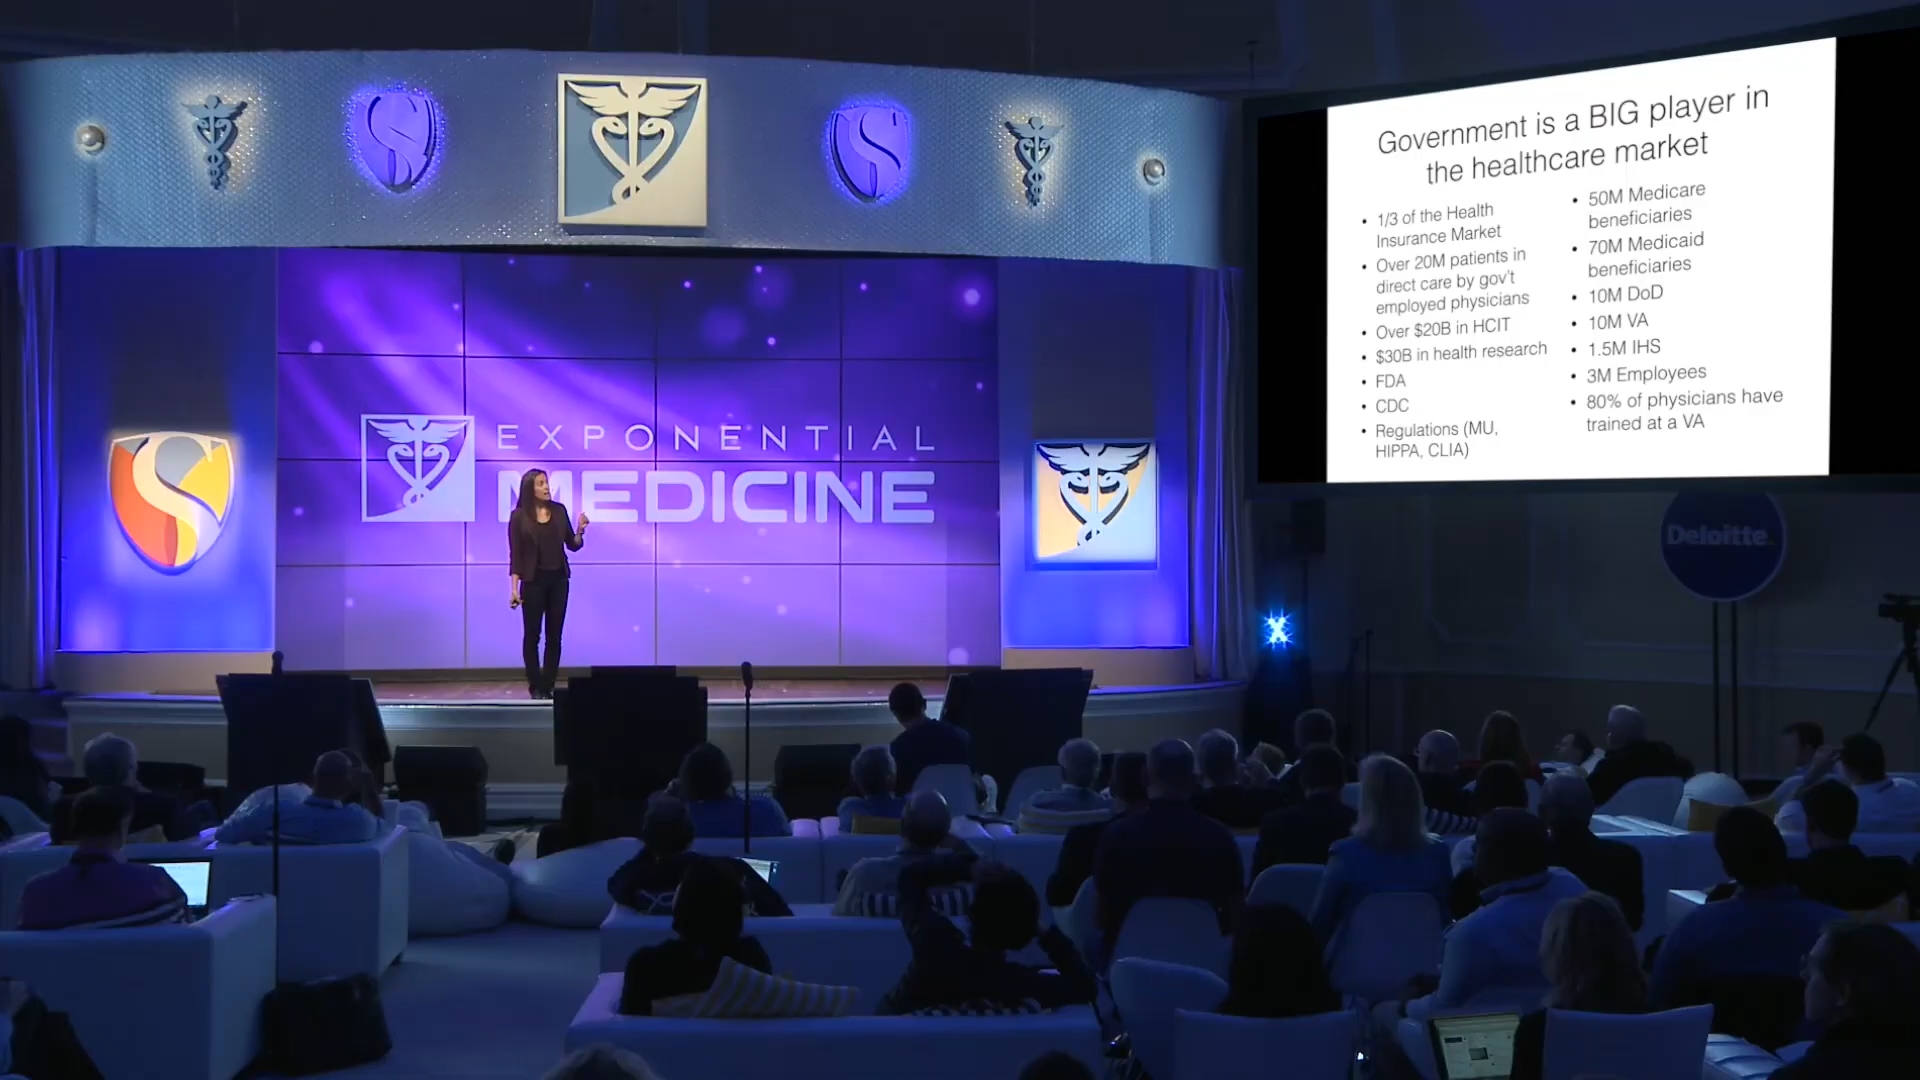 EXPONENTIAL
MEDICINE
Government is a BIG player in
the healthcare market
• 1/3 of the Health
Insurance Market
• Over 20M patients in
direct care by gov't
employed physicians
• Over $20B in HCIT
• $30B in health research
• FDA
• CDC
• Regulations (MU,
HIPPA, CLIA)
• 50M Medicare
beneficiaries
• 70M Medicaid
beneficiaries
• 10M DoD
• 10M VA
• 1.5M IHS
• 3M Employees
• 80% of physicians have
trained at a VA
Deloitte.
X